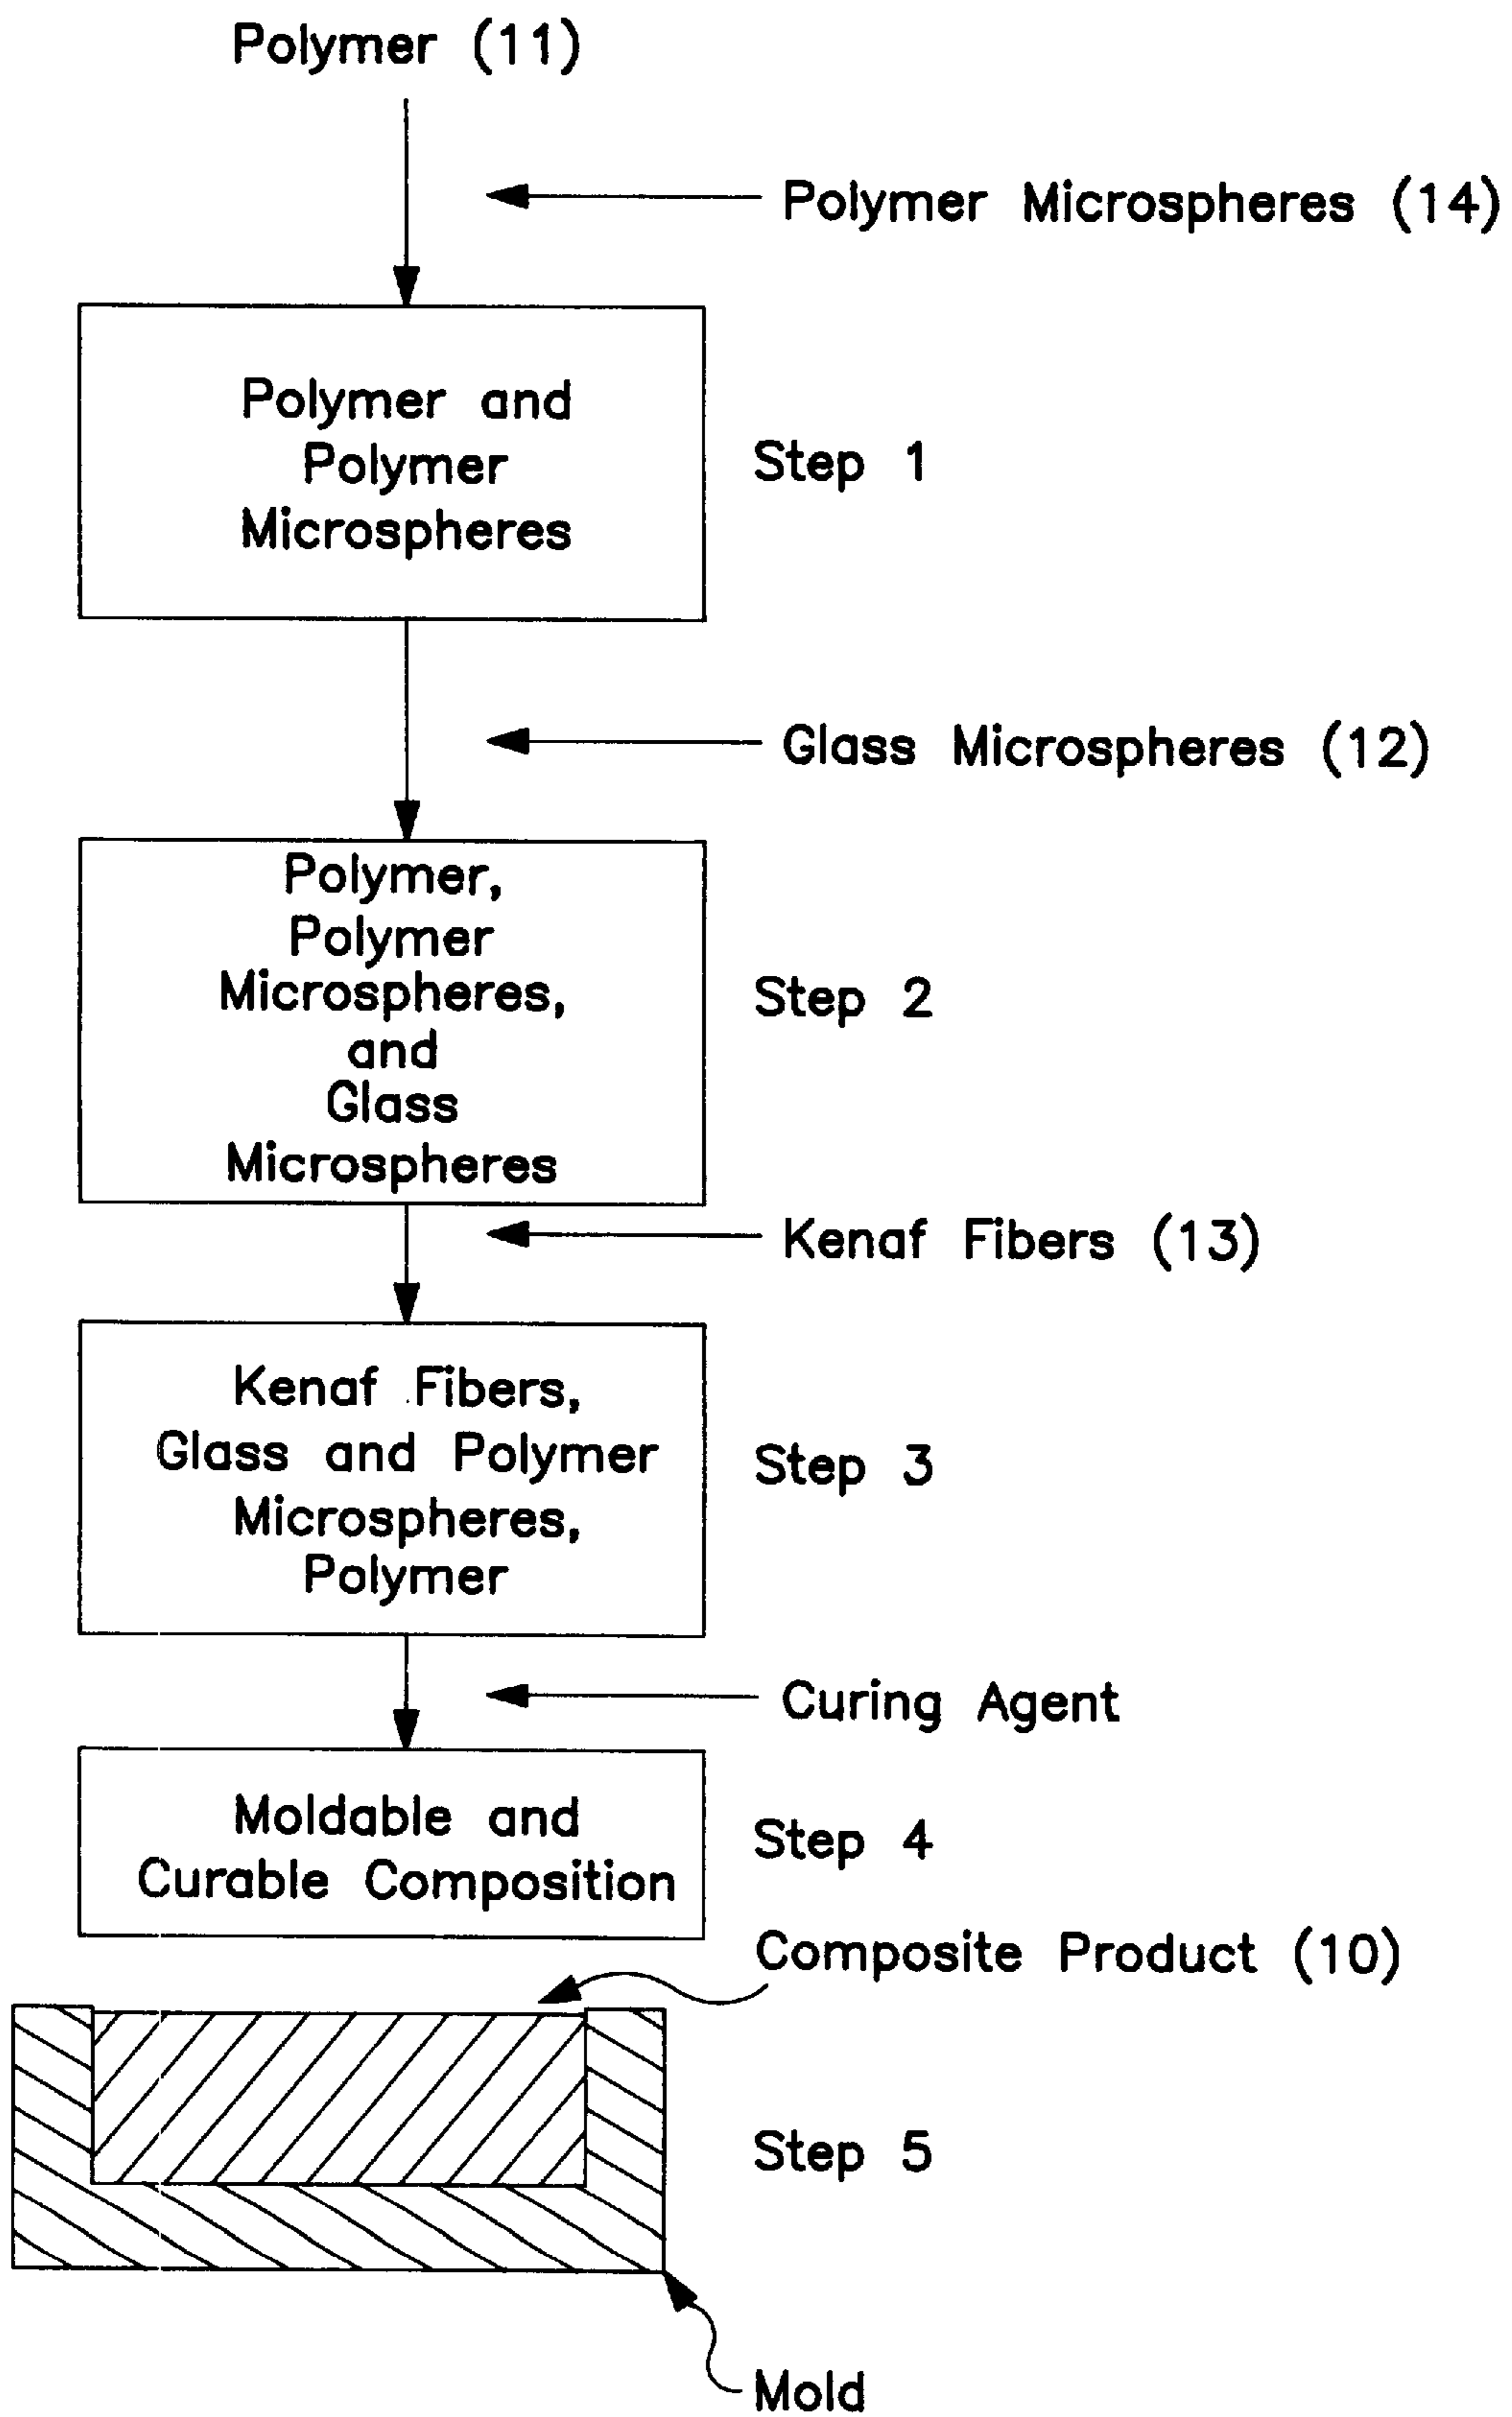 Polymer (11)
Polymer Microspheres (14)
Polymer and
Polymer
Microspheres
Step 1
Glass Microspheres (12)
Polymer,
Polymer
Microspheres,
and
Glass
Microspheres
Step 2
Kenaf Fibers (13)
Kenaf Fibers,
Glass and Polymer
Microspheres,
Polymer
Step 3
Curing Agent
Moldable and
Curable Composition
Step 4
Composite Product (10)
Step 5
Mold